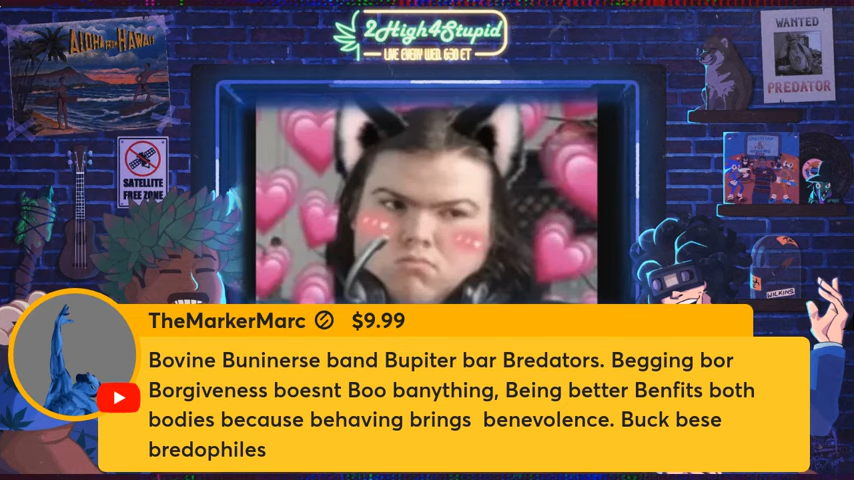 ALOHA from HAWAII
2High4Stupid
LIVE EVERY WED. 6:30 ET
WANTED
PREDATOR
SATELLITE
FREE ZONE
WILKINS
TheMarkerMarc $9.99
Bovine Buninerse band Bupiter bar Bredators. Begging bor
Borgiveness boesnt Boo banything, Being better Benfits both
bodies because behaving brings benevolence. Buck bese
bredophiles